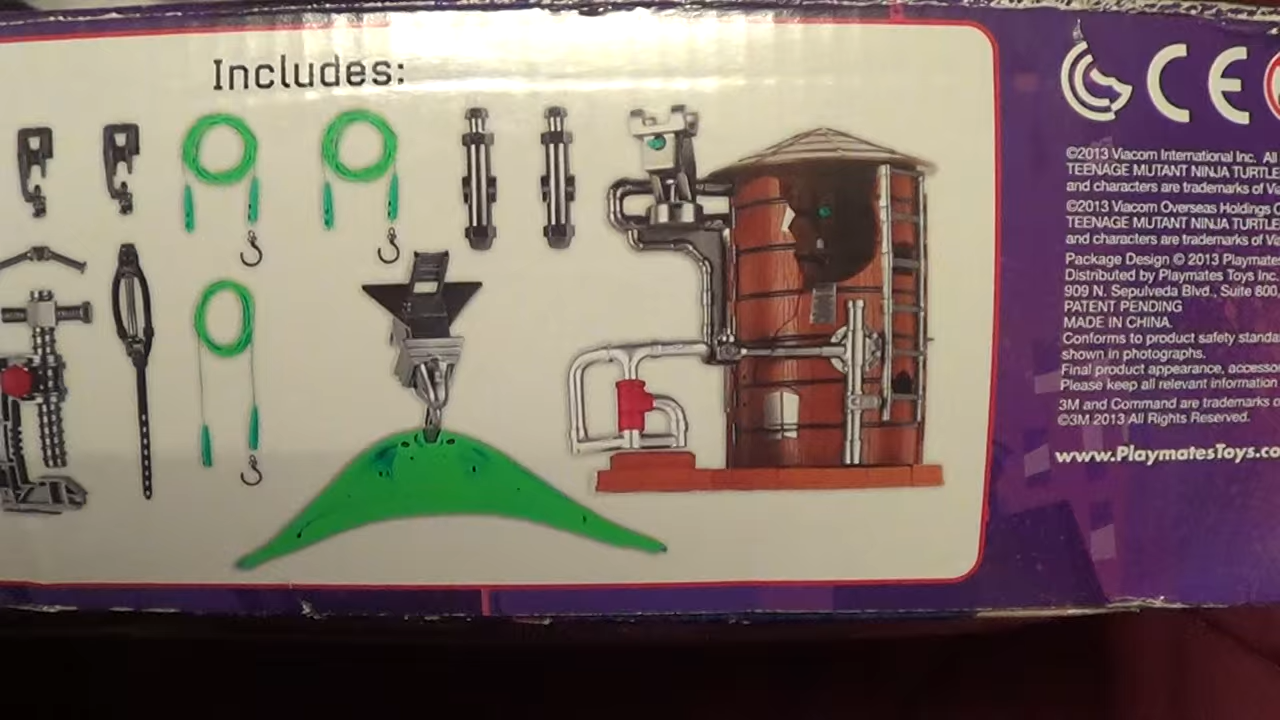 Includes:
CE
©2013 Viacom International Inc. All
TEENAGE MUTANT NINJA TURTLE
and characters are trademarks of Vi
©2013 Viacom Overseas Holdings C
TEENAGE MUTANT NINJA TURTLE
and characters are trademarks of Vi
Package Design © 2013 Playmate
Distributed by Playmates Toys Inc.
909 N. Sepulveda Blvd., Suite 800,
PATENT PENDING
MADE IN CHINA.
Conforms to product safety standa
shown in photographs.
Final product appearance, accesso
Please keep all relevant information
3M and Command are trademarks o
©3M 2013 All Rights Reserved.
www.PlaymatesToys.co